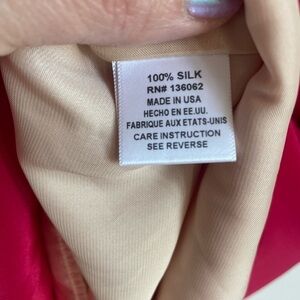 100% SILK
RN# 136062
MADE IN USA
HECHO EN EE.UU.
FABRIQUE AUX ETATS-UNIS
CARE INSTRUCTION
SEE REVERSE